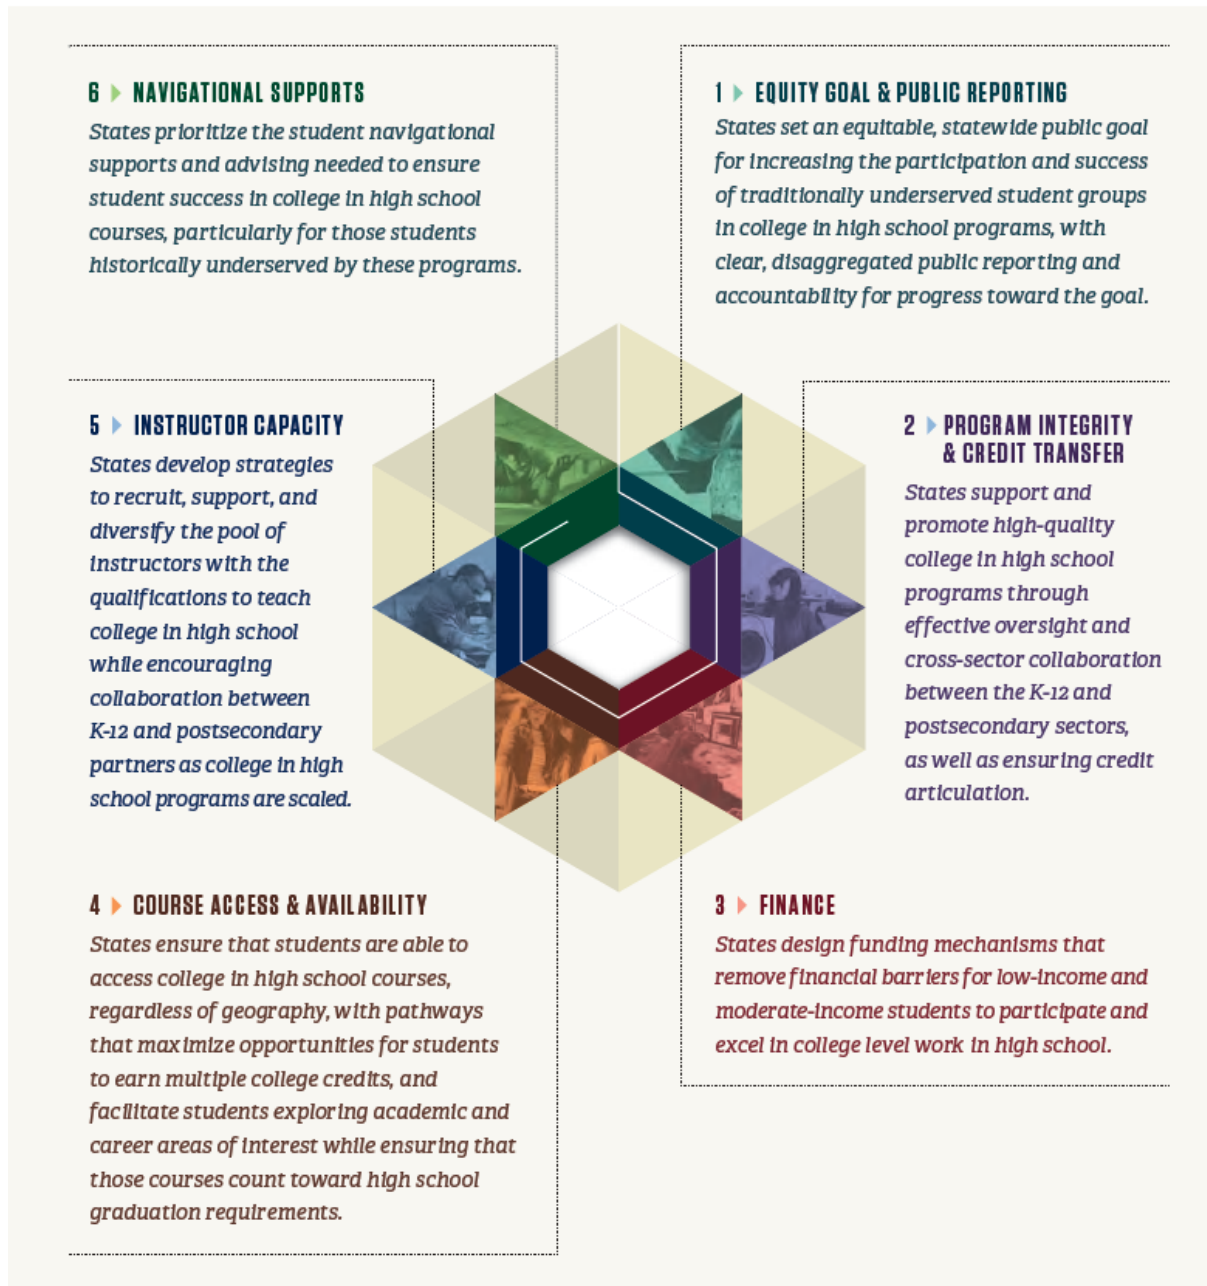 6 NAVIGATIONAL SUPPORTS
States prioritize the student navigational
supports and advising needed to ensure
student success in college in high school
courses, particularly for those students
historically underserved by these programs.
1 EQUITY GOAL & PUBLIC REPORTING
States set an equitable, statewide public goal
for increasing the participation and success
of traditionally underserved student groups
in college in high school programs, with
clear, disaggregated public reporting and
accountability for progress toward the goal.
5 INSTRUCTOR CAPACITY
States develop strategies
to recruit, support, and
diversify the pool of
instructors with the
qualifications to teach
college in high school
while encouraging
collaboration between
K-12 and postsecondary
partners as college in high
school programs are scaled.
2 PROGRAM INTEGRITY
& CREDIT TRANSFER
States support and
promote high-quality
college in high school
programs through
effective oversight and
cross-sector collaboration
between the K-12 and
postsecondary sectors,
as well as ensuring credit
articulation.
4 COURSE ACCESS & AVAILABILITY
States ensure that students are able to
access college in high school courses,
regardless of geography, with pathways
that maximize opportunities for students
to earn multiple college credits, and
facilitate students exploring academic and
career areas of interest while ensuring that
those courses count toward high school
graduation requirements.
3 FINANCE
States design funding mechanisms that
remove financial barriers for low-income and
moderate-income students to participate and
excel in college level work in high school.